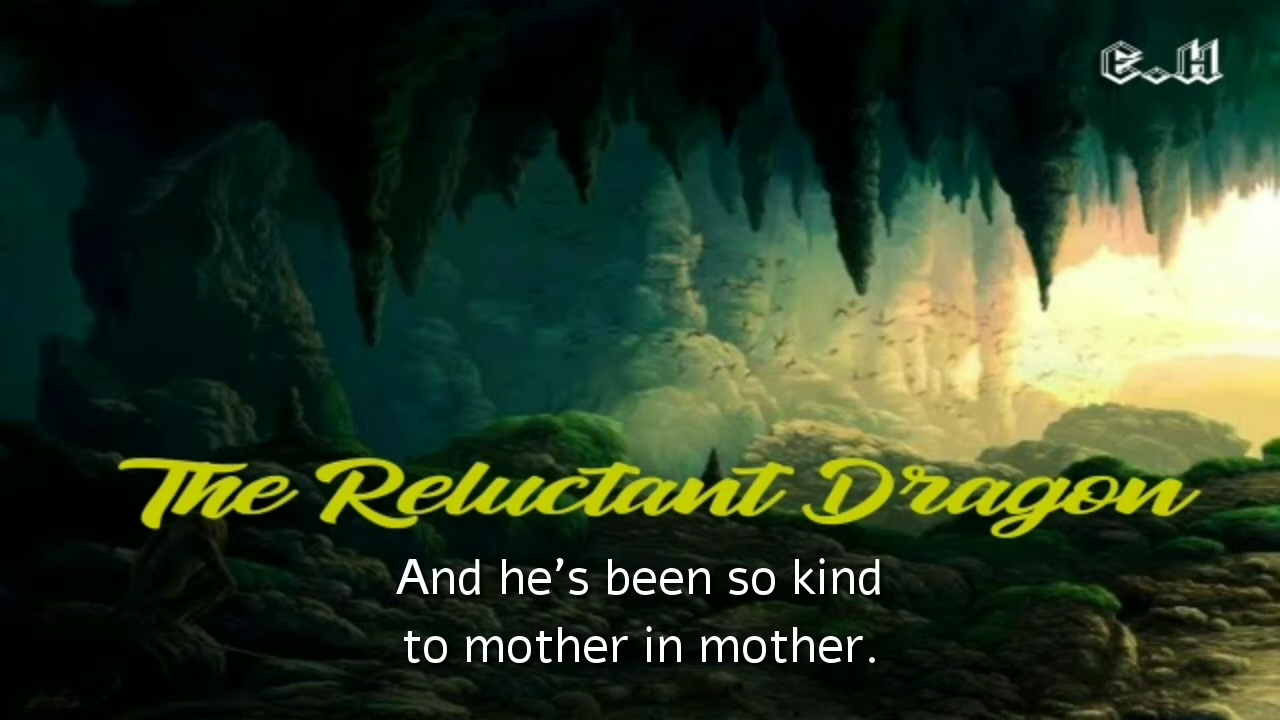 E.H
The Reluctant Dragon
And he’s been so kind
to mother in mother.